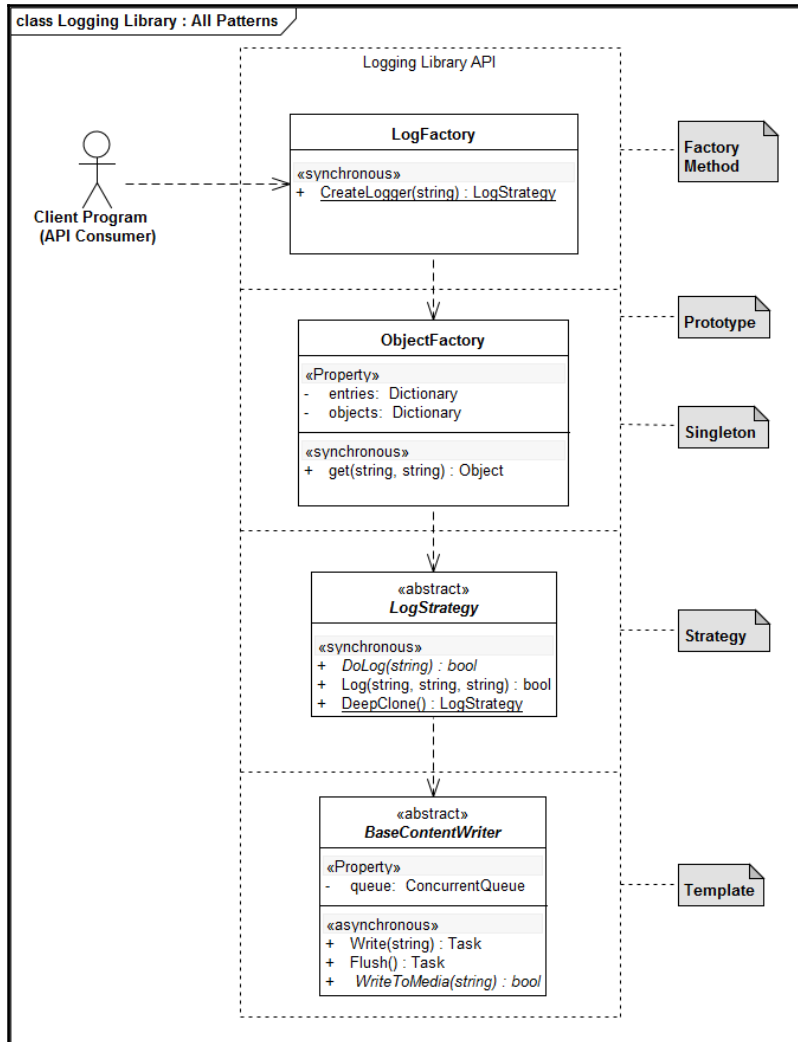 class Logging Library : All Patterns
Logging Library API
LogFactory
«synchronous»
+ CreateLogger(string) : LogStrategy
Factory
Method
Client Program
(API Consumer)
Prototype
ObjectFactory
«Property»
- entries: Dictionary
- objects: Dictionary
Singleton
«synchronous»
+ get(string, string) : Object
«abstract»
LogStrategy
Strategy
«synchronous»
+ DoLog(string) : bool
+ Log(string, string, string) : bool
+ DeepClone() : LogStrategy
«abstract»
BaseContentWriter
«Property»
- queue: ConcurrentQueue
Template
«asynchronous»
+ Write(string) : Task
+ Flush() : Task
+ WriteToMedia(string) : bool